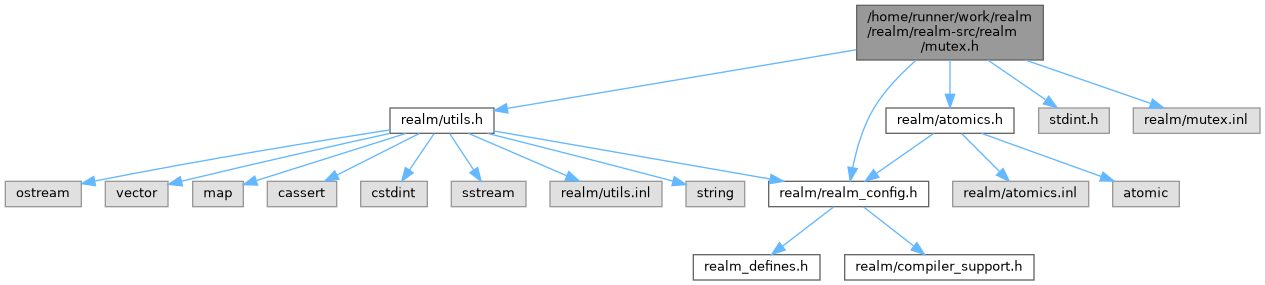 /home/runner/work/realm
/realm/realm-src/realm
/mutex.h
realm/utils.h
realm/atomics.h
stdint.h
realm/mutex.inl
ostream
vector
map
cassert
cstdint
sstream
realm/utils.inl
string
realm/realm_config.h
realm/atomics.inl
atomic
realm_defines.h
realm/compiler_support.h